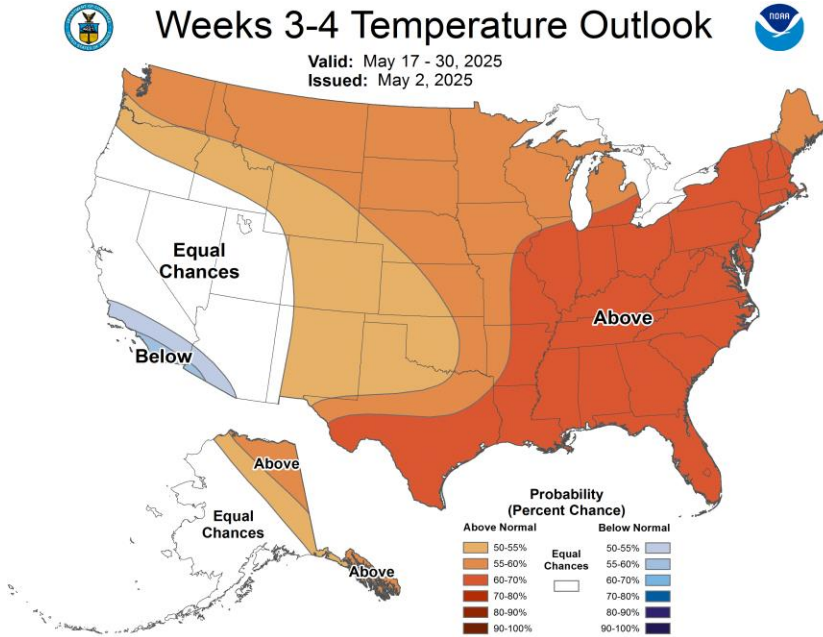 Weeks 3-4 Temperature Outlook
NOAA
Valid: May 17 - 30, 2025
Issued: May 2, 2025
Equal
Chances
Below
Above
Above
Equal
Chances
Above
Probability
(Percent Chance)
Above Normal
Below Normal
50-55%
55-60%
60-70%
70-80%
80-90%
90-100%
Equal
Chances
50-55%
55-60%
60-70%
70-80%
80-90%
90-100%